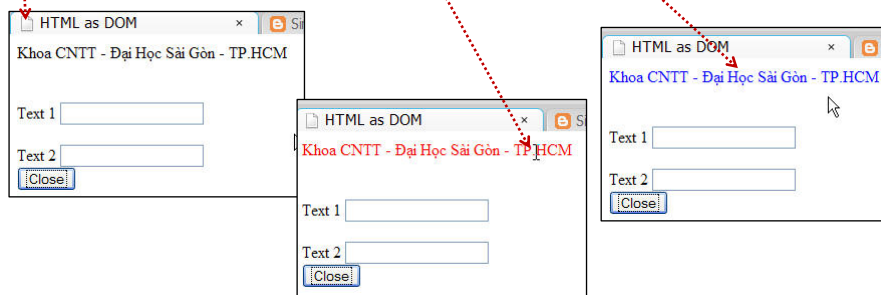 HTML as DOM × Si
Khoa CNTT - Đại Học Sài Gòn - TP.HCM
Text 1
Text 2
Close
HTML as DOM × Si
Khoa CNTT - Đại Học Sài Gòn - TP.HCM
Text 1
Text 2
Close
HTML as DOM ×
Khoa CNTT - Đại Học Sài Gòn - TP.HCM
Text 1
Text 2
Close